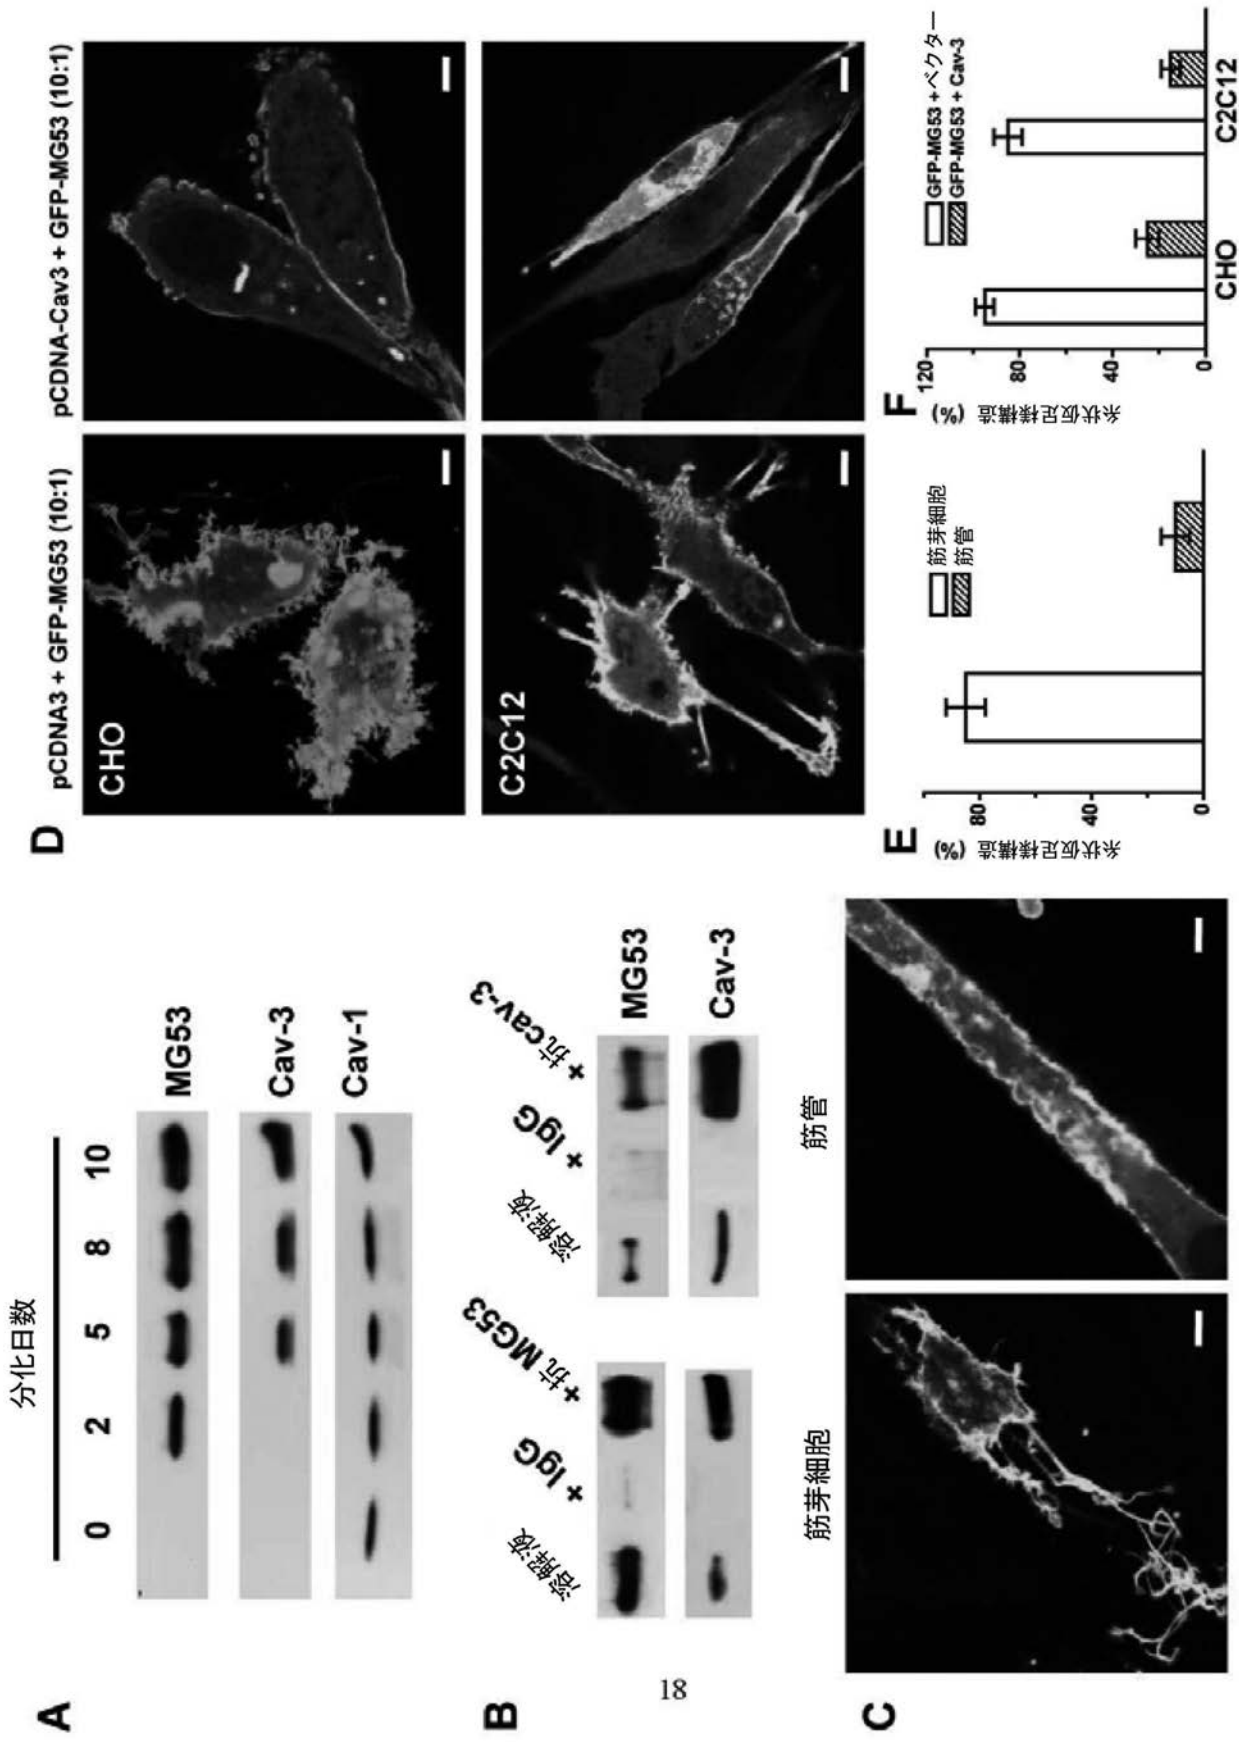 A
分化日数
0 2 5 8 10
MG53
Cav-3
Cav-1
B
溶解液 + IgG + 抗 MG53
溶解液 + IgG + 抗cav-3
MG53
Cav-3
C
筋芽細胞
筋管
D
pCDNA3 + GFP-MG53 (10:1)
pCDNA-Cav3 + GFP-MG53 (10:1)
CHO
C2C12
E
糸状仮足様構造 (%)
80
40
0
筋芽細胞
筋管
F
糸状仮足様構造 (%)
120
80
40
0
GFP-MG53 +ベクター
GFP-MG53 + Cav-3
CHO
C2C12
18